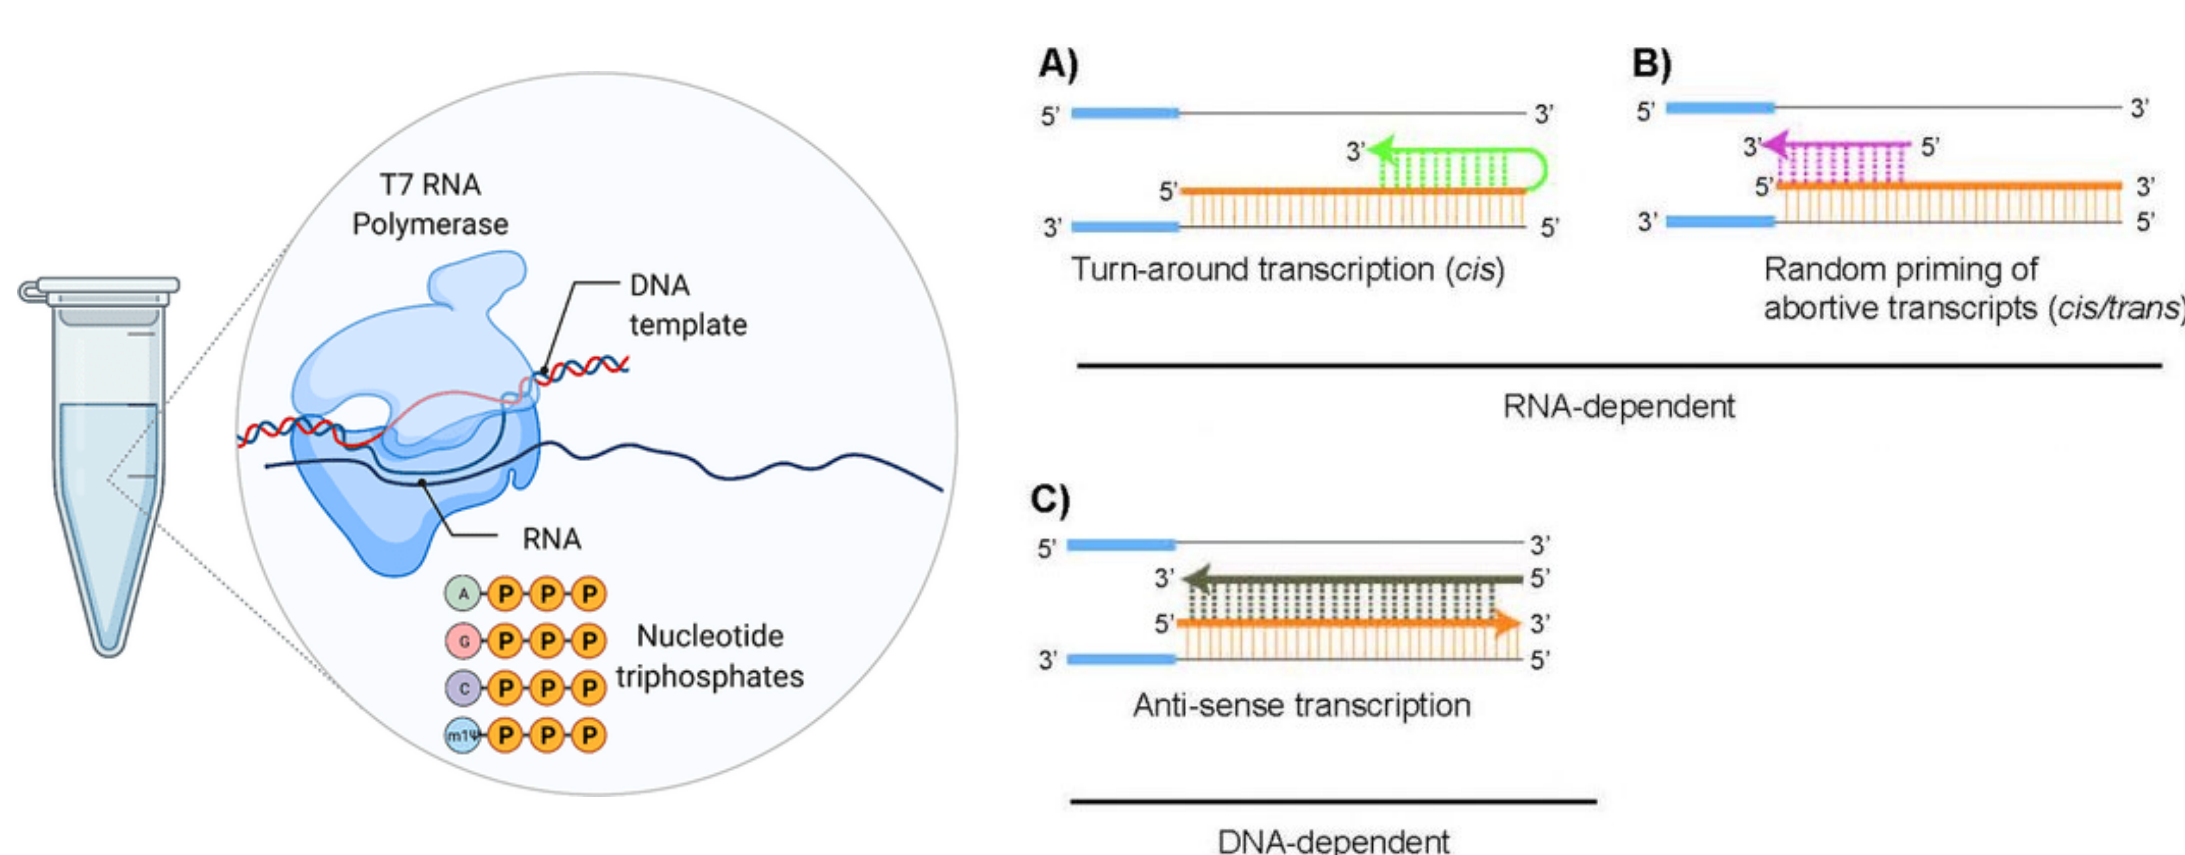 T7 RNA
Polymerase
DNA
template
RNA
A P P P
G P P P
C P P P
m1Ψ P P P
Nucleotide
triphosphates
A)
5’ 3’
3’
5’
3’ 5’
Turn-around transcription (cis)
B)
5’ 3’
3’ 5’
5’ 3’
3’ 5’
Random priming of
abortive transcripts (cis/trans)
RNA-dependent
C)
5’ 3’
3’ 5’
5’ 3’
3’ 5’
Anti-sense transcription
DNA-dependent